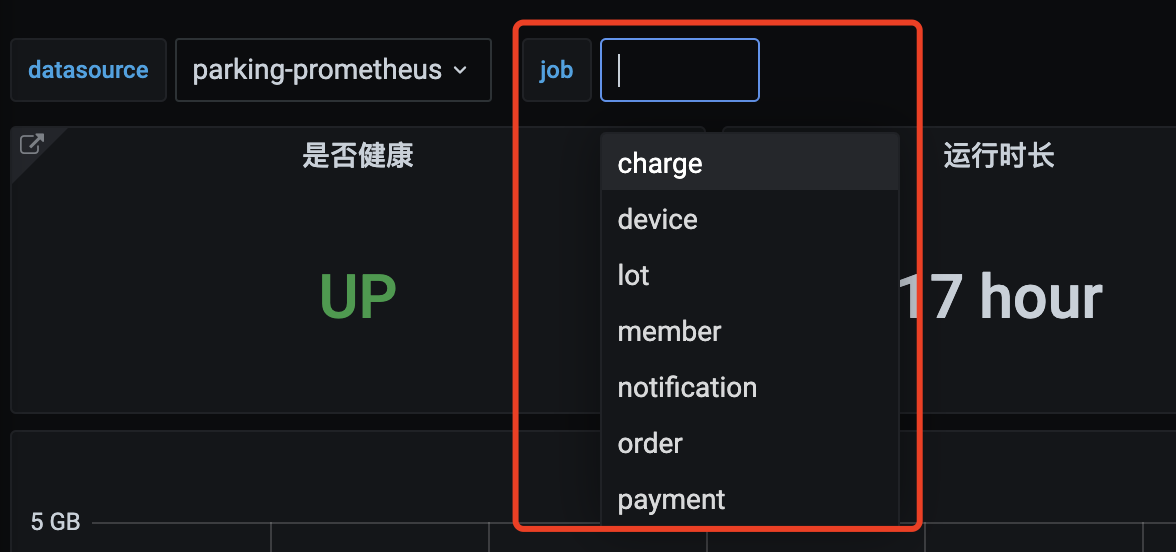 datasource parking-prometheus job
是否健康
运行时长
UP
17 hour
charge
device
lot
member
notification
order
payment
5 GB